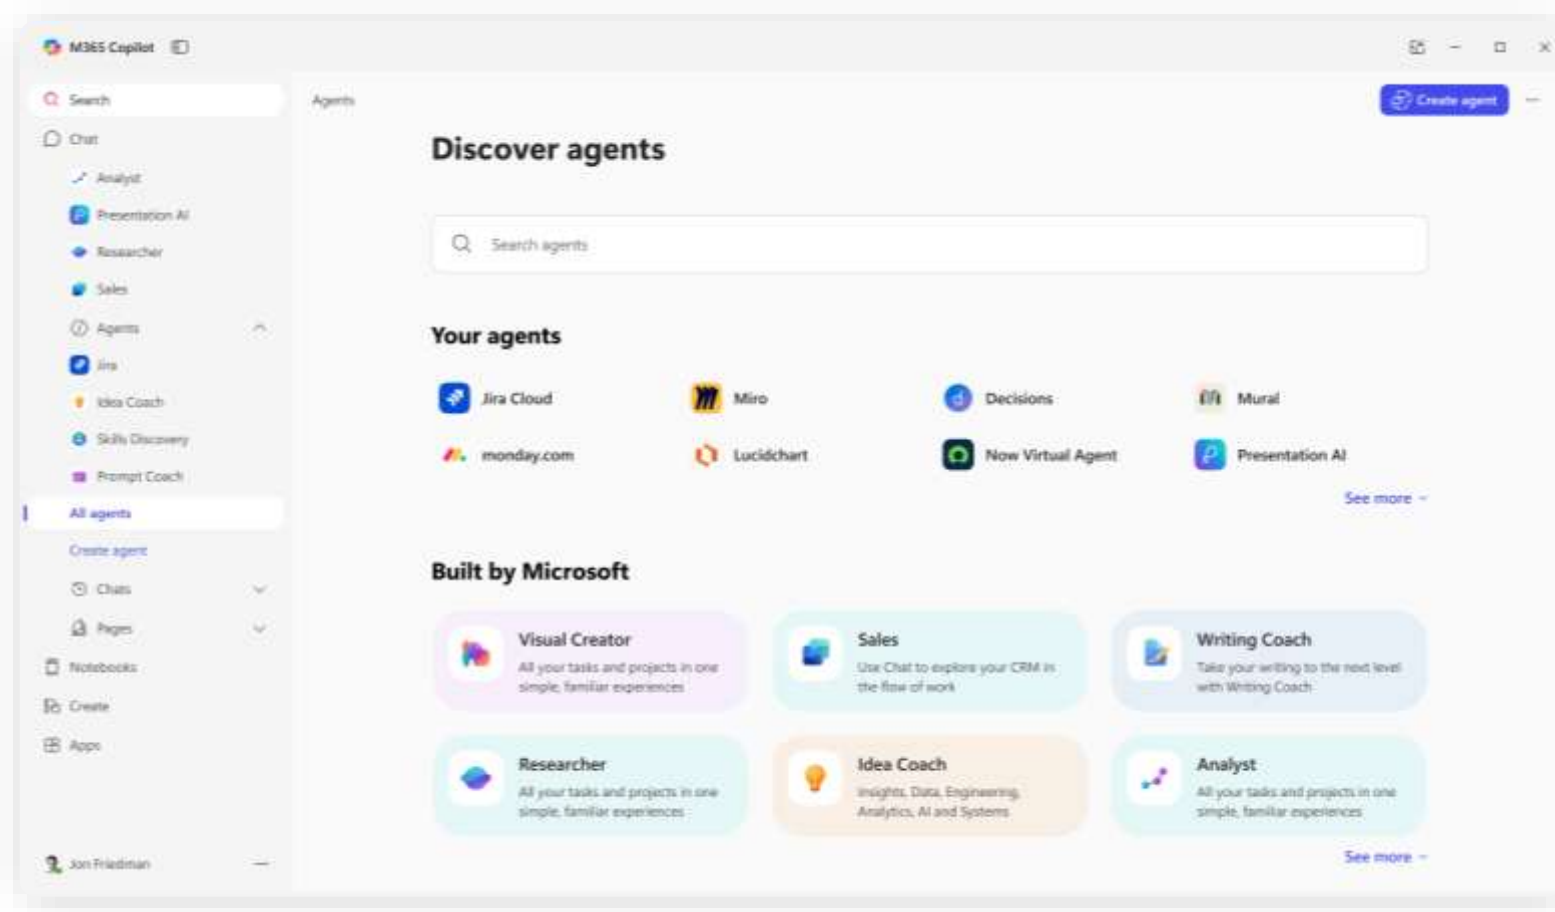 M365 Copilot
Search
Chat
Analyst
Presentation AI
Researcher
Sales
Agents
Jira
Idea Coach
Skills Discovery
Prompt Coach
All agents
Create agent
Chats
Pages
Notebooks
Create
Apps
Jon Friedman
Agents
Create agent
Discover agents
Search agents
Your agents
Jira Cloud
Miro
Decisions
Mural
monday.com
Lucidchart
Now Virtual Agent
Presentation AI
See more
Built by Microsoft
Visual Creator
All your tasks and projects in one
simple, familiar experiences
Sales
Use Chat to explore your CRM in
the flow of work
Writing Coach
Take your writing to the next level
with Writing Coach
Researcher
All your tasks and projects in one
simple, familiar experiences
Idea Coach
Insights, Data, Engineering,
Analytics, AI and Systems
Analyst
All your tasks and projects in one
simple, familiar experiences
See more